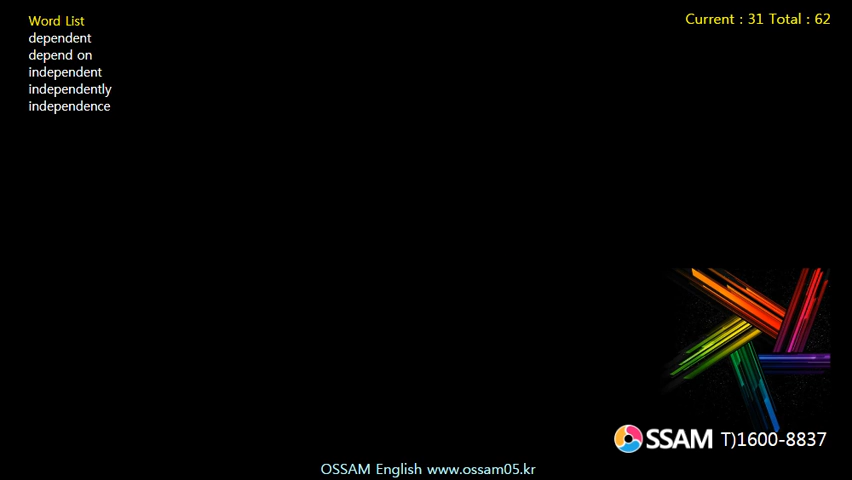 Word List
Current : 31 Total : 62
dependent
depend on
independent
independently
independence
OSSAM T)1600-8837
OSSAM English www.ossam05.kr